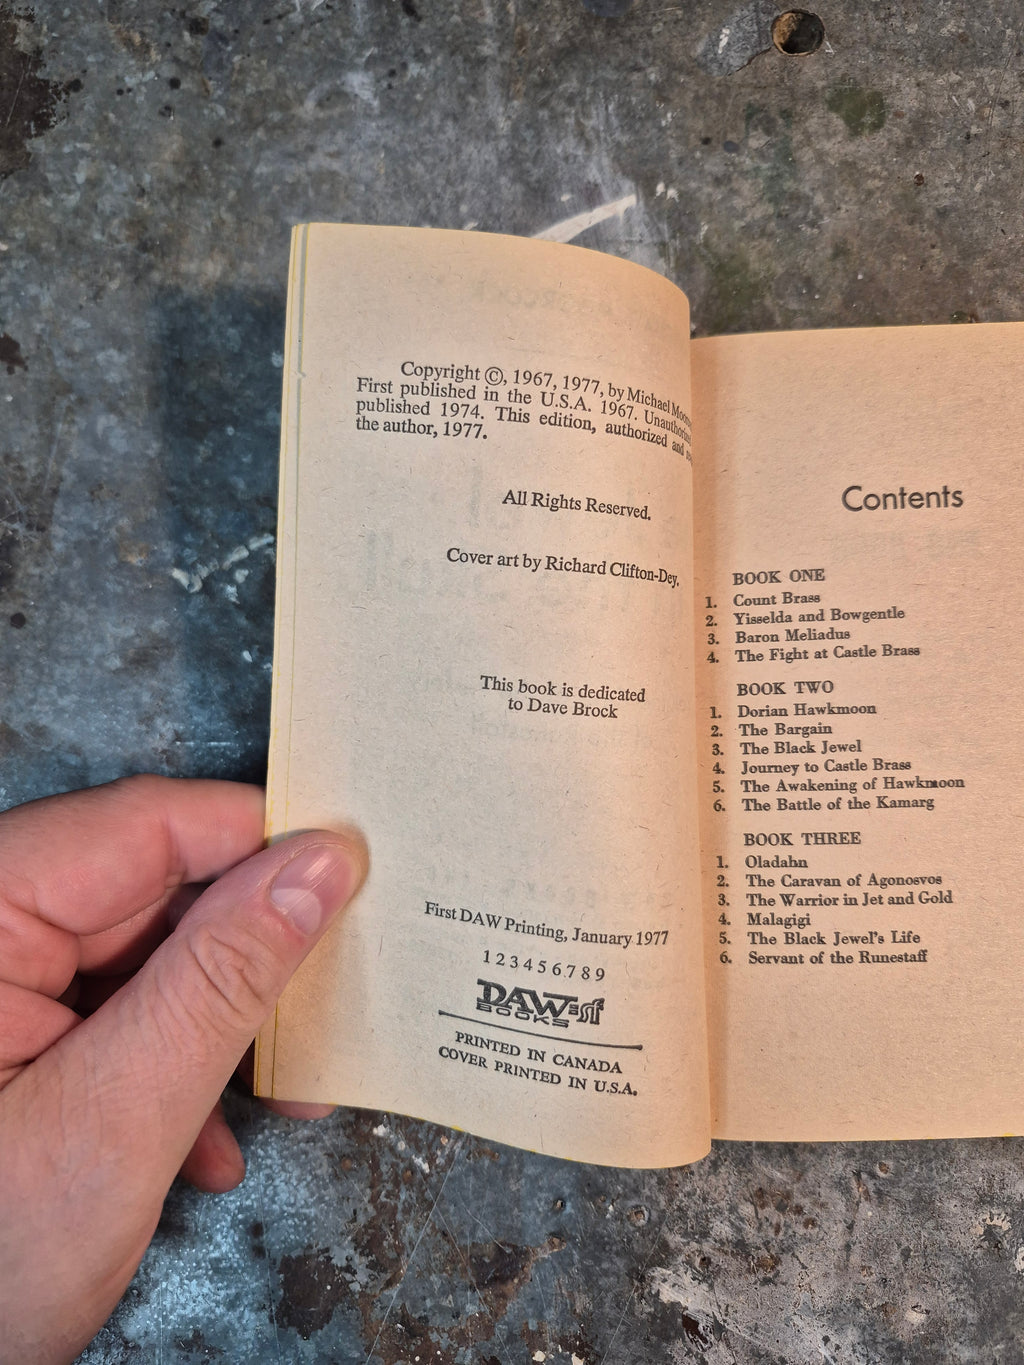 Copyright ©, 1967, 1977, by Michael
First published in the U.S.A. 1967.
published 1974. This edition, authorized and
the author, 1977.
All Rights Reserved.
Cover art by Richard Clifton-Dey.
This book is dedicated
to Dave Brock
First DAW Printing, January 1977
1 2 3 4 5 6 7 8 9
DAW sf
BOOKS
PRINTED IN CANADA
COVER PRINTED IN U.S.A.
Contents
BOOK ONE
1. Count Brass
2. Yisselda and Bowgentle
3. Baron Meliadus
4. The Fight at Castle Brass
BOOK TWO
1. Dorian Hawkmoon
2. The Bargain
3. The Black Jewel
4. Journey to Castle Brass
5. The Awakening of Hawkmoon
6. The Battle of the Kamarg
BOOK THREE
1. Oladahn
2. The Caravan of Agonosvos
3. The Warrior in Jet and Gold
4. Malagigi
5. The Black Jewel's Life
6. Servant of the Runestaff